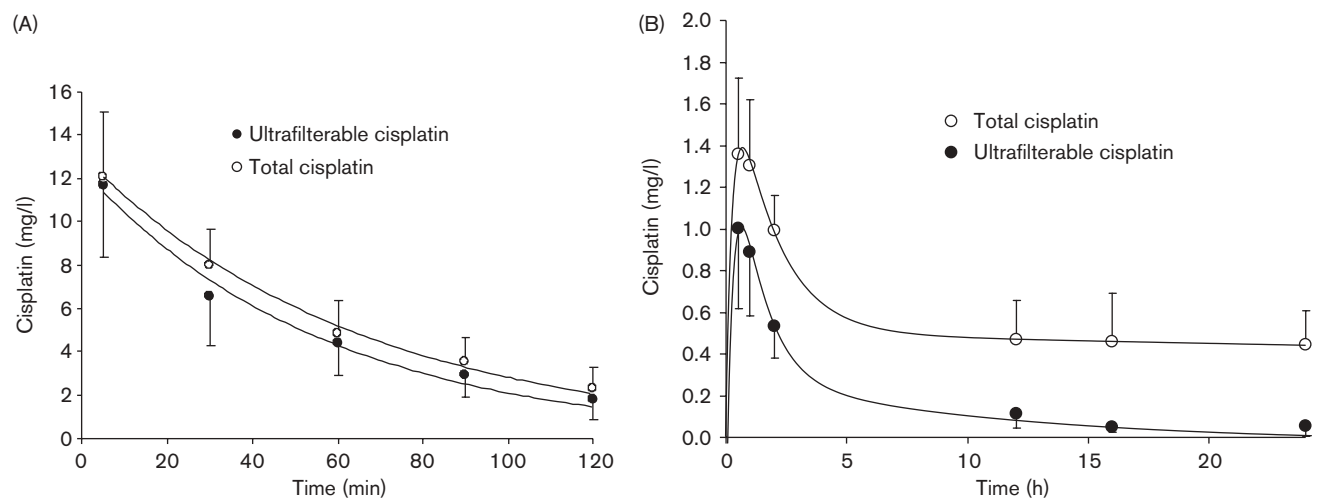 (A)
16
14
12
10
8
6
4
2
0
Cisplatin (mg/l)
Ultrafilterable cisplatin
Total cisplatin
0 20 40 60 80 100 120
Time (min)
(B)
2.0
1.8
1.6
1.4
1.2
1.0
0.8
0.6
0.4
0.2
0.0
Cisplatin (mg/l)
Total cisplatin
Ultrafilterable cisplatin
0 5 10 15 20
Time (h)